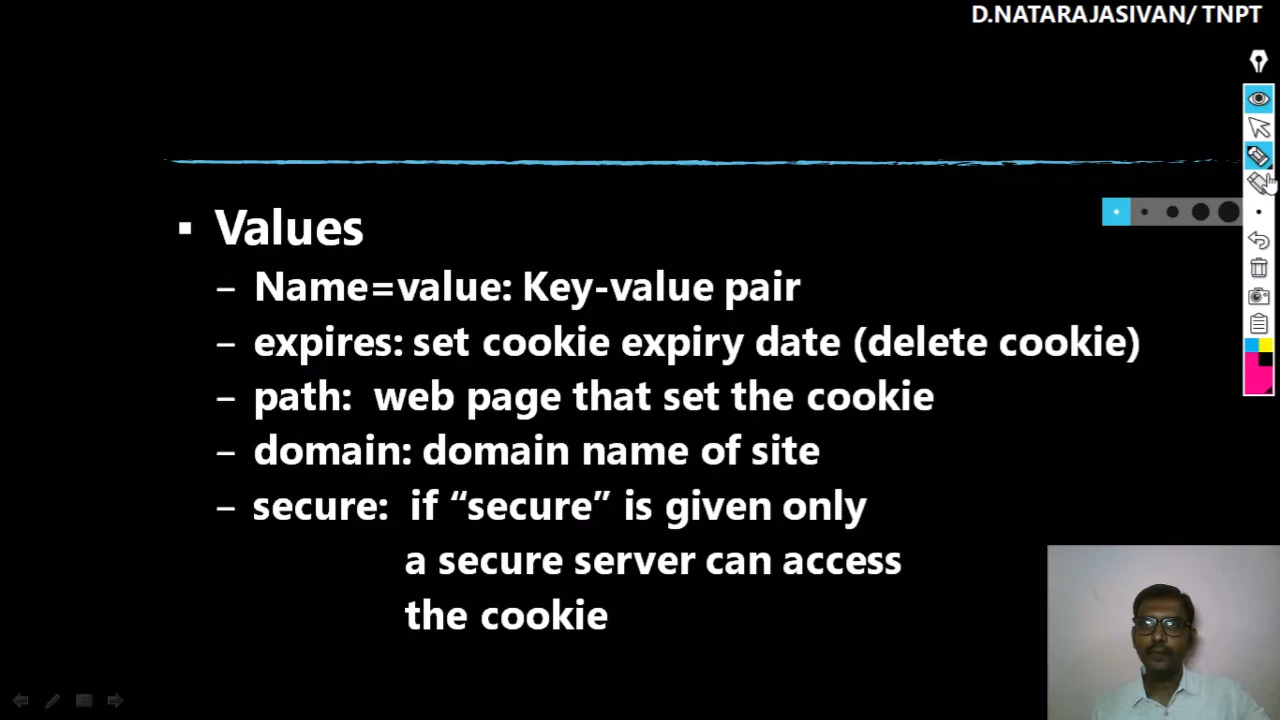 D.NATARAJASIVAN/ TNPT
▪ Values
– Name=value: Key-value pair
– expires: set cookie expiry date (delete cookie)
– path: web page that set the cookie
– domain: domain name of site
– secure: if “secure” is given only
a secure server can access
the cookie